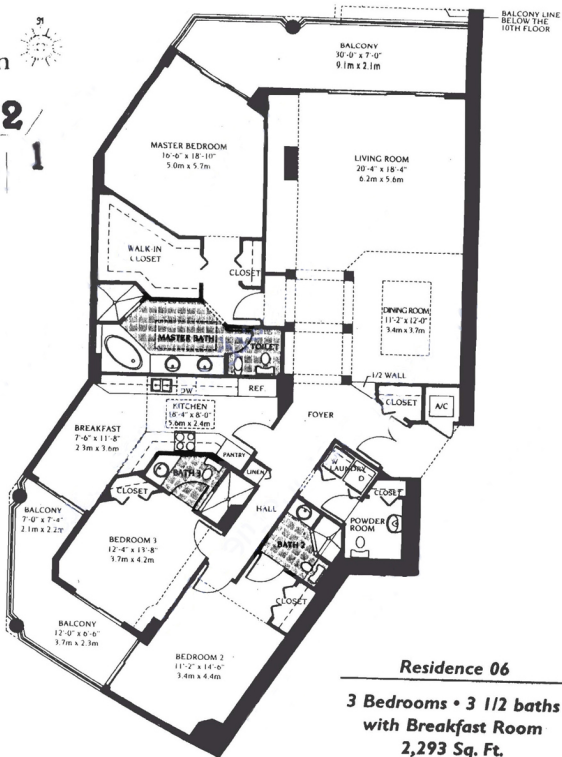 BALCONY LINE
BELOW THE
10TH FLOOR
2/
1
BALCONY
30'-0" x 7'-0"
9.1m x 2.1m
MASTER BEDROOM
16'-6" x 18'-10"
5.0m x 5.7m
LIVING ROOM
20'-4" x 18'-4"
6.2m x 5.6m
WALK-IN
CLOSET
CLOSET
DINING ROOM
11'-2" x 12'-0"
3.4m x 3.7m
MASTER BATH
TOILET
1/2 WALL
DW
REF
CLOSET
A/C
KITCHEN
18'-4" x 8'-0"
5.6m x 2.4m
FOYER
BREAKFAST
7'-6" x 11'-8"
2.3m x 3.6m
PANTRY
LINEN
BATH 3
W
LAUNDRY
D
CLOSET
CLOSET
HALL
POWDER
ROOM
BALCONY
7'-0" x 7'-4"
2.1m x 2.2m
BEDROOM 3
12'-4" x 13'-8"
3.7m x 4.2m
BATH 2
CLOSET
BALCONY
12'-0" x 6'-6"
3.7m x 2.3m
BEDROOM 2
11'-2" x 14'-6"
3.4m x 4.4m
Residence 06
3 Bedrooms • 3 1/2 baths
with Breakfast Room
2,293 Sq. Ft.